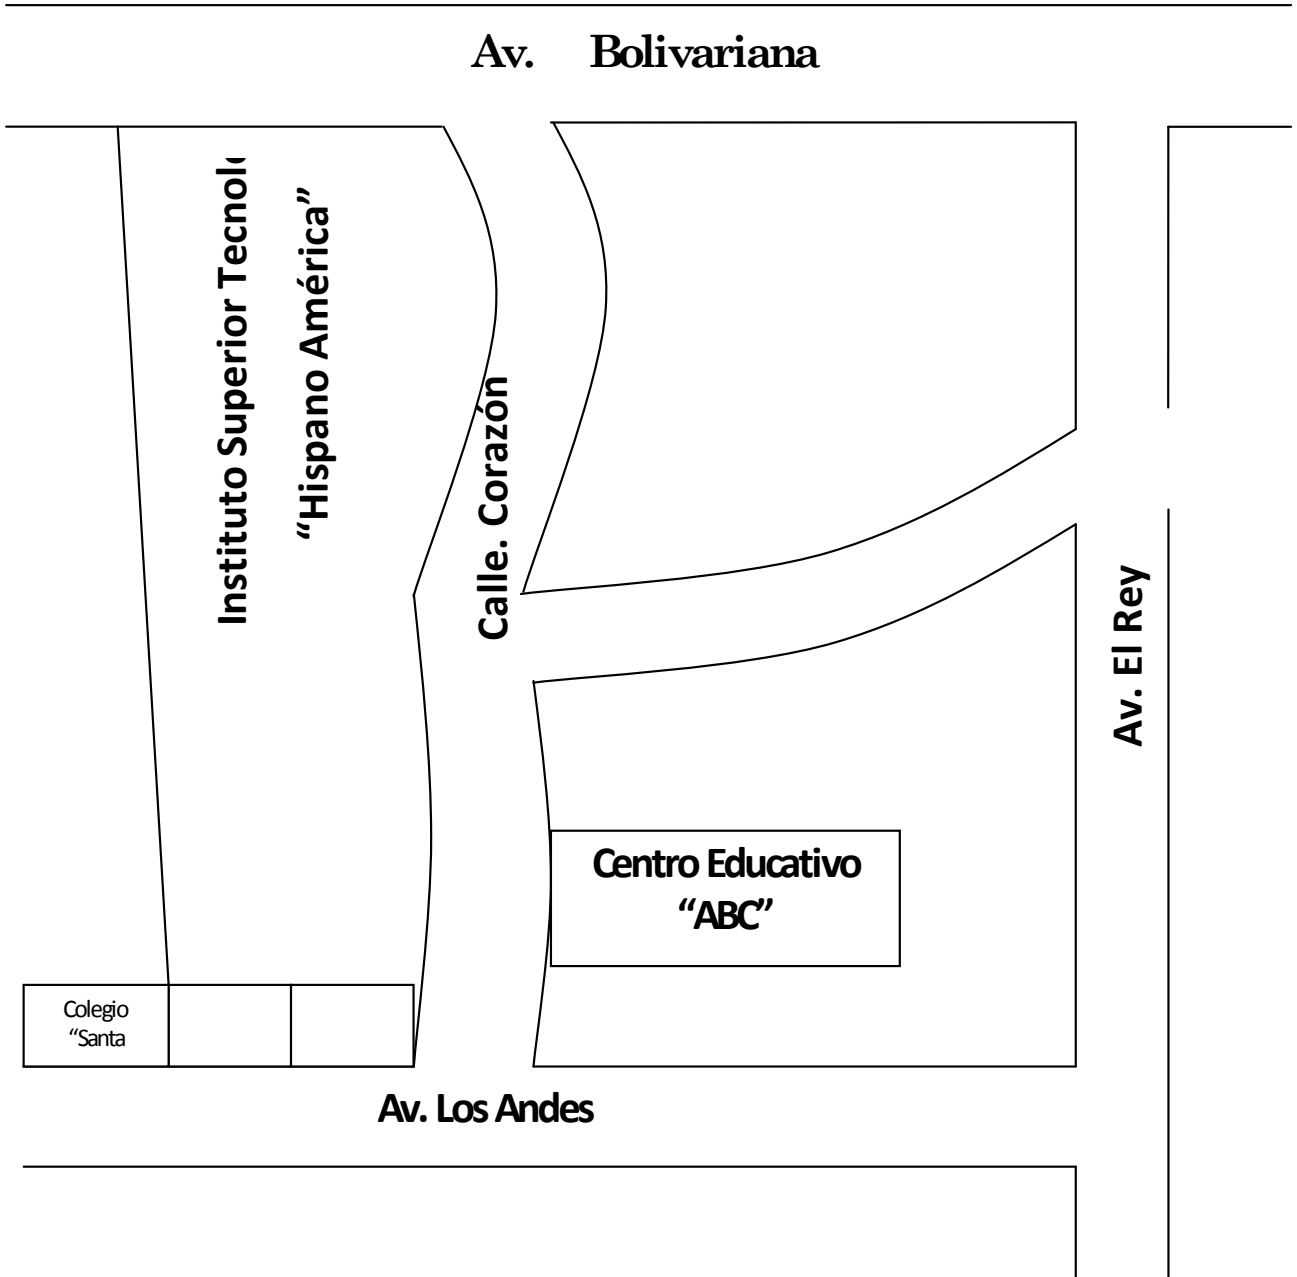 Av. Bolivariana
Instituto Superior Tecnol
“Hispano América”
Calle. Corazón
Av. El Rey
Centro Educativo
“ABC”
Colegio
“Santa
Av. Los Andes